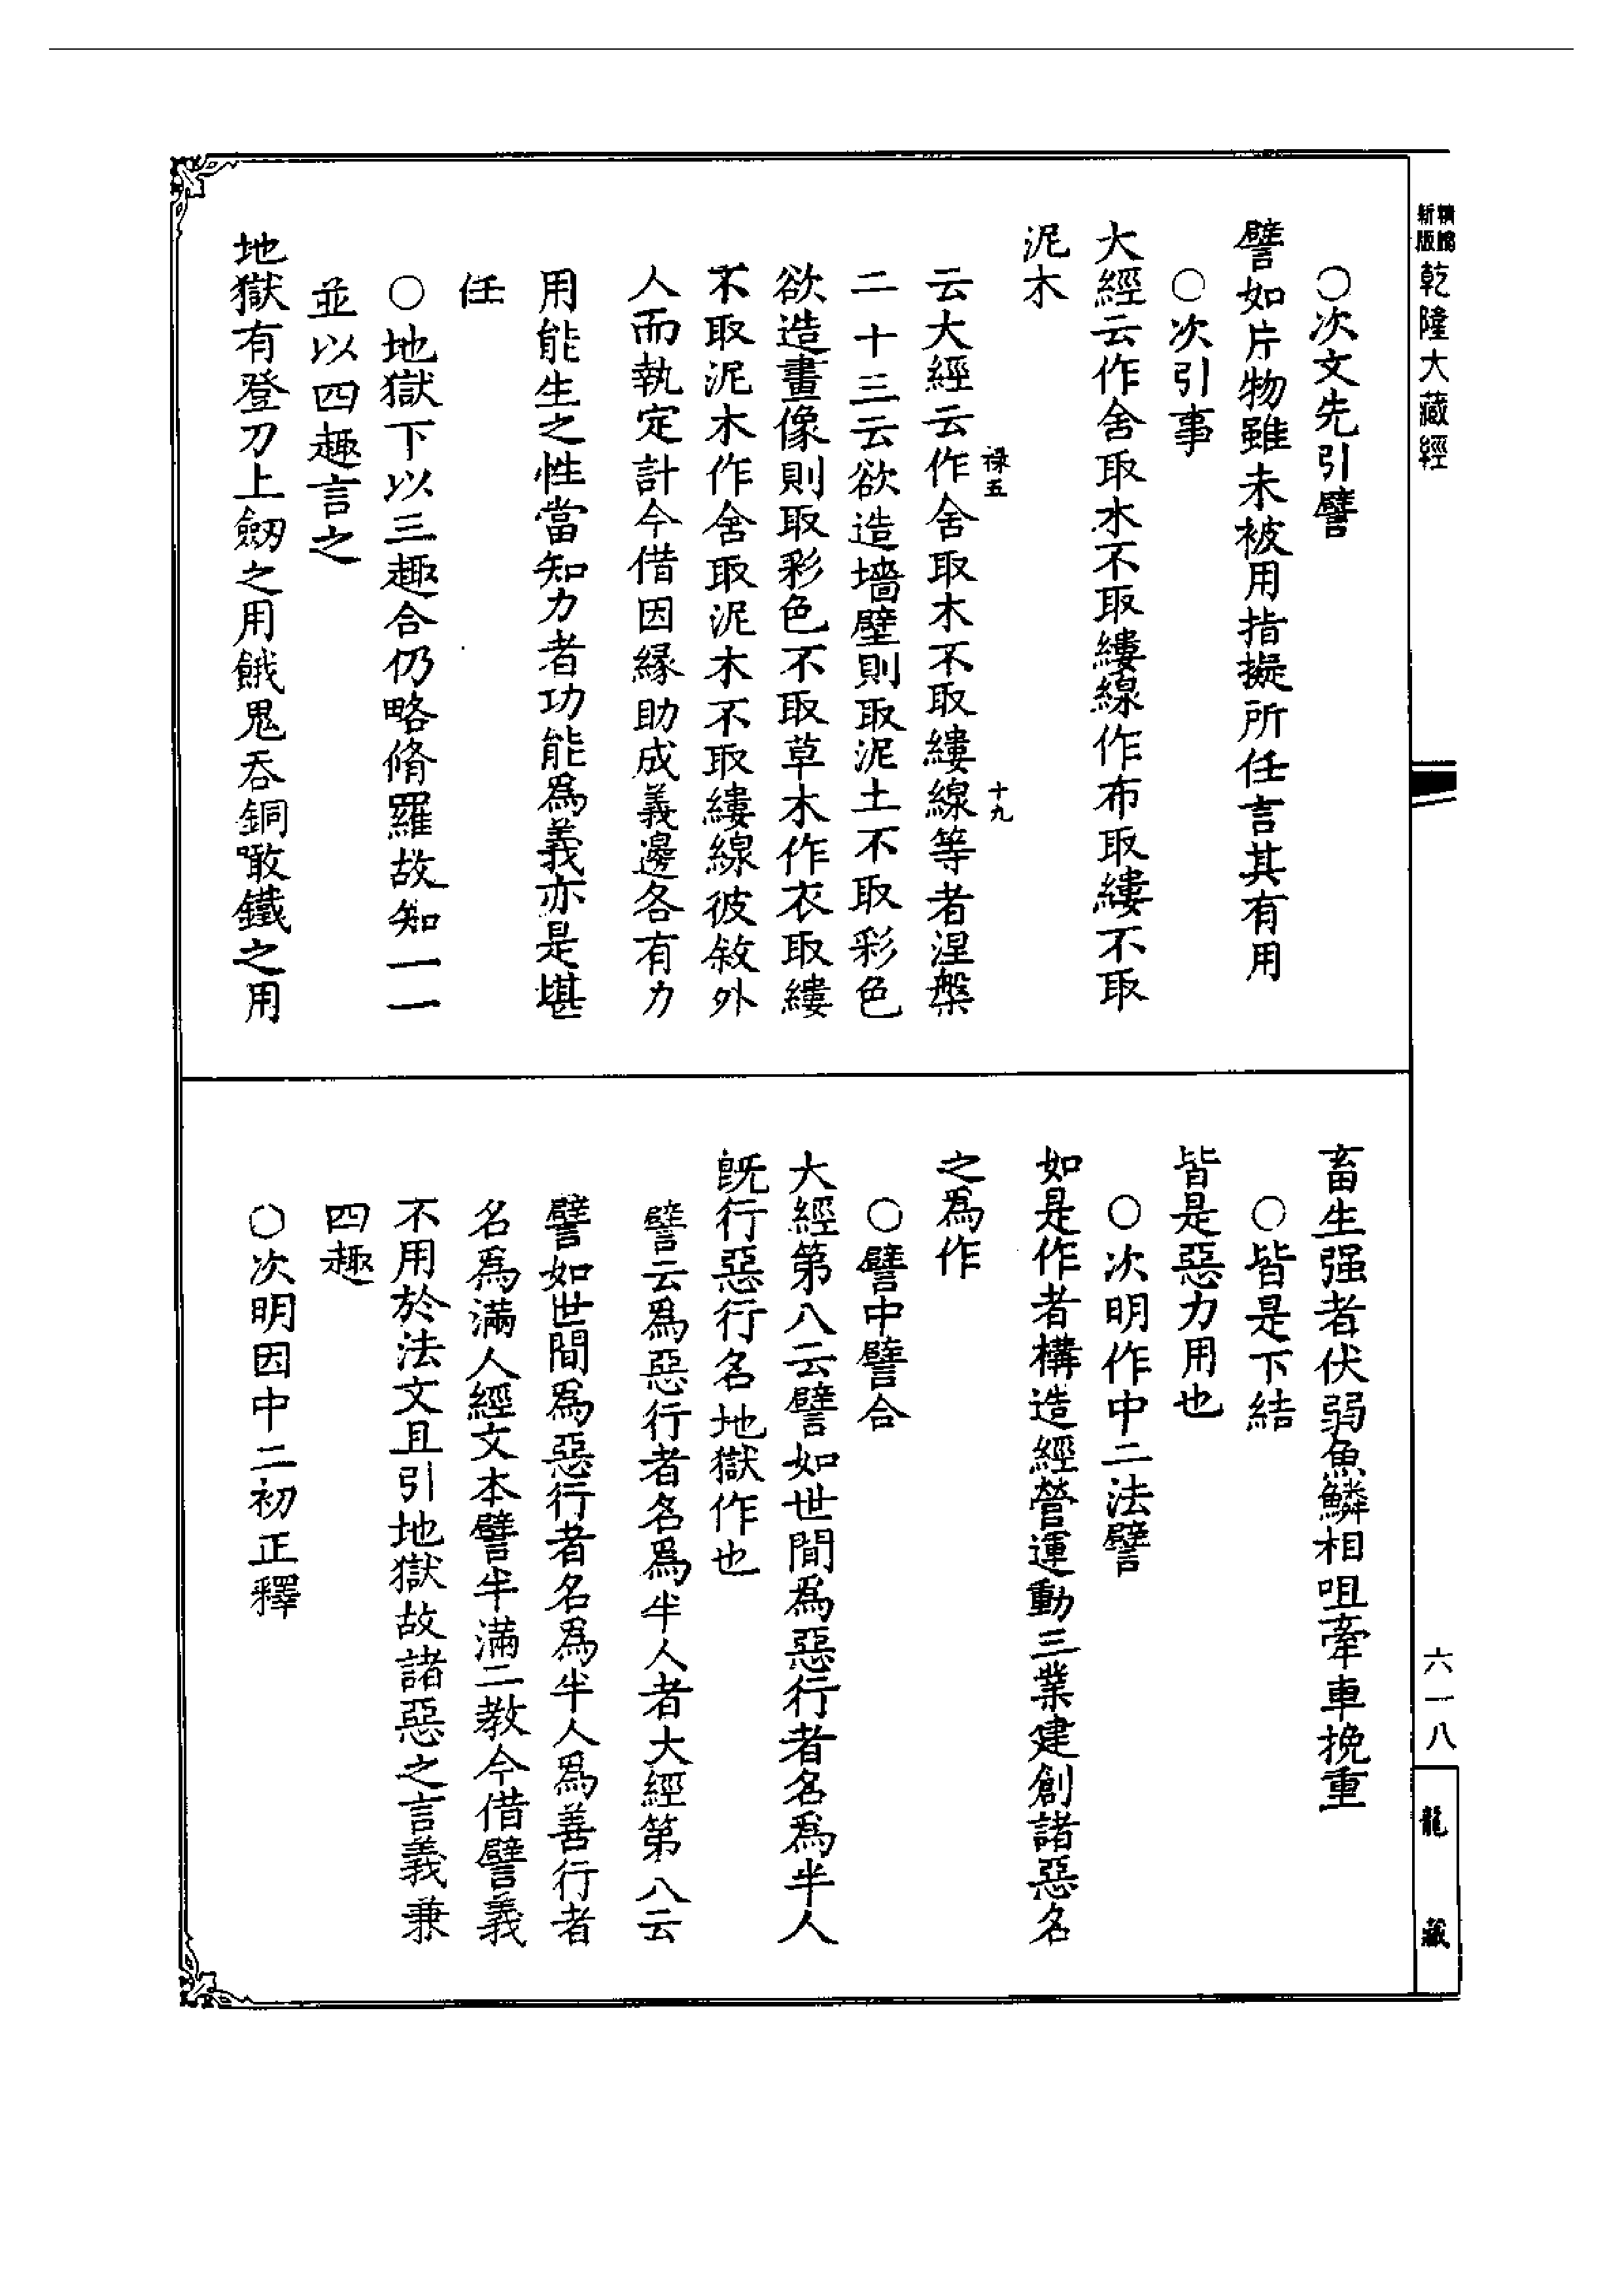 精編
新版
乾隆大藏經
○次文先引譬
譬如片物雖未被用指擬所任言其有用
○次引事
大經云作舍取木不取縷線作布取縷不取
泥木
祿五
十九
云大經云作舍取木不取縷線等者涅槃
二十三云欲造墻壁則取泥土不取彩色
欲造畫像則取彩色不取草木作衣取縷
不取泥木作舍取泥木不取縷線彼敘外
人而執定計今借因緣助成義邊各有力
用能生之性當知力者功能爲義亦是堪
任
○地獄下以三趣合仍略脩羅故知一一
並以四趣言之
地獄有登刀上劒之用餓鬼吞銅噉鐵之用
畜生强者伏弱魚鱗相咀牽車挽重
○皆是下結
皆是惡力用也
○次明作中二法譬
如是作者構造經營運動三業建創諸惡名
之爲作
○譬中譬合
大經第八云譬如世間爲惡行者名爲半人
旣行惡行名地獄作也
譬云爲惡行者名爲半人者大經第八云
譬如世間爲惡行者名爲半人爲善行者
名爲滿人經文本譬半滿二教今借譬義
不用於法文且引地獄故諸惡之言義兼
四趣
○次明因中二初正釋
六一八
龍藏